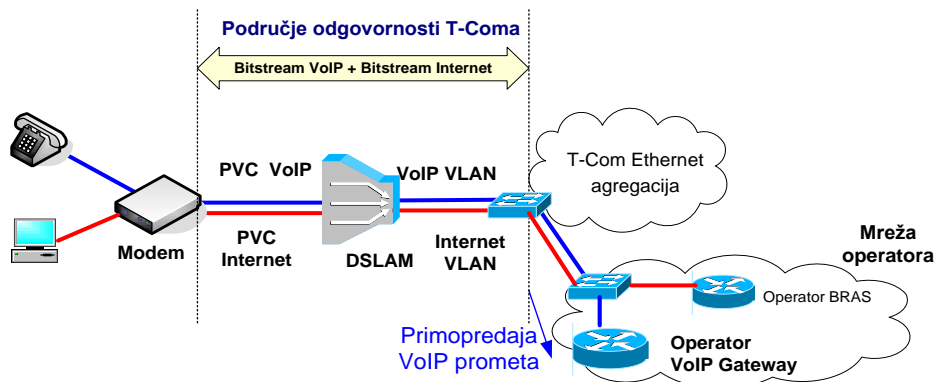 Područje odgovornosti T-Coma
Bitstream VoIP + Bitstream Internet
PVC VoIP
VoIP VLAN
T-Com Ethernet
agregacija
Modem
PVC
Internet
DSLAM
Internet
VLAN
Mreža
operatora
Operator BRAS
Primopredaja
VoIP prometa
Operator
VoIP Gateway